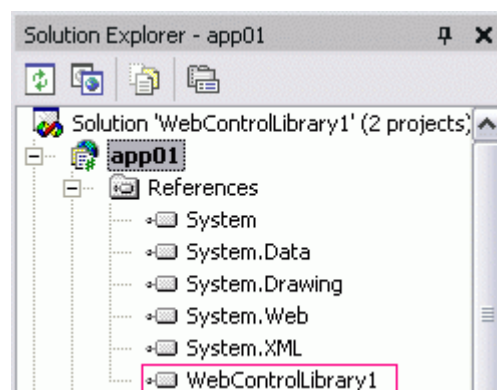 Solution Explorer - app01
Solution 'WebControlLibrary1' (2 projects)
app01
References
System
System.Data
System.Drawing
System.Web
System.XML
WebControlLibrary1